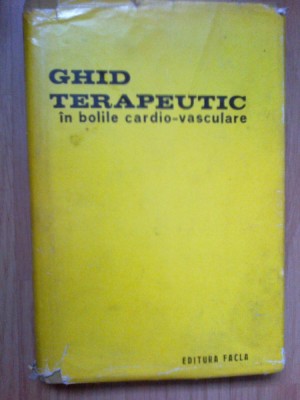 GHID
TERAPEUTIC
în bolile cardio-vasculare
EDITURA FACLA